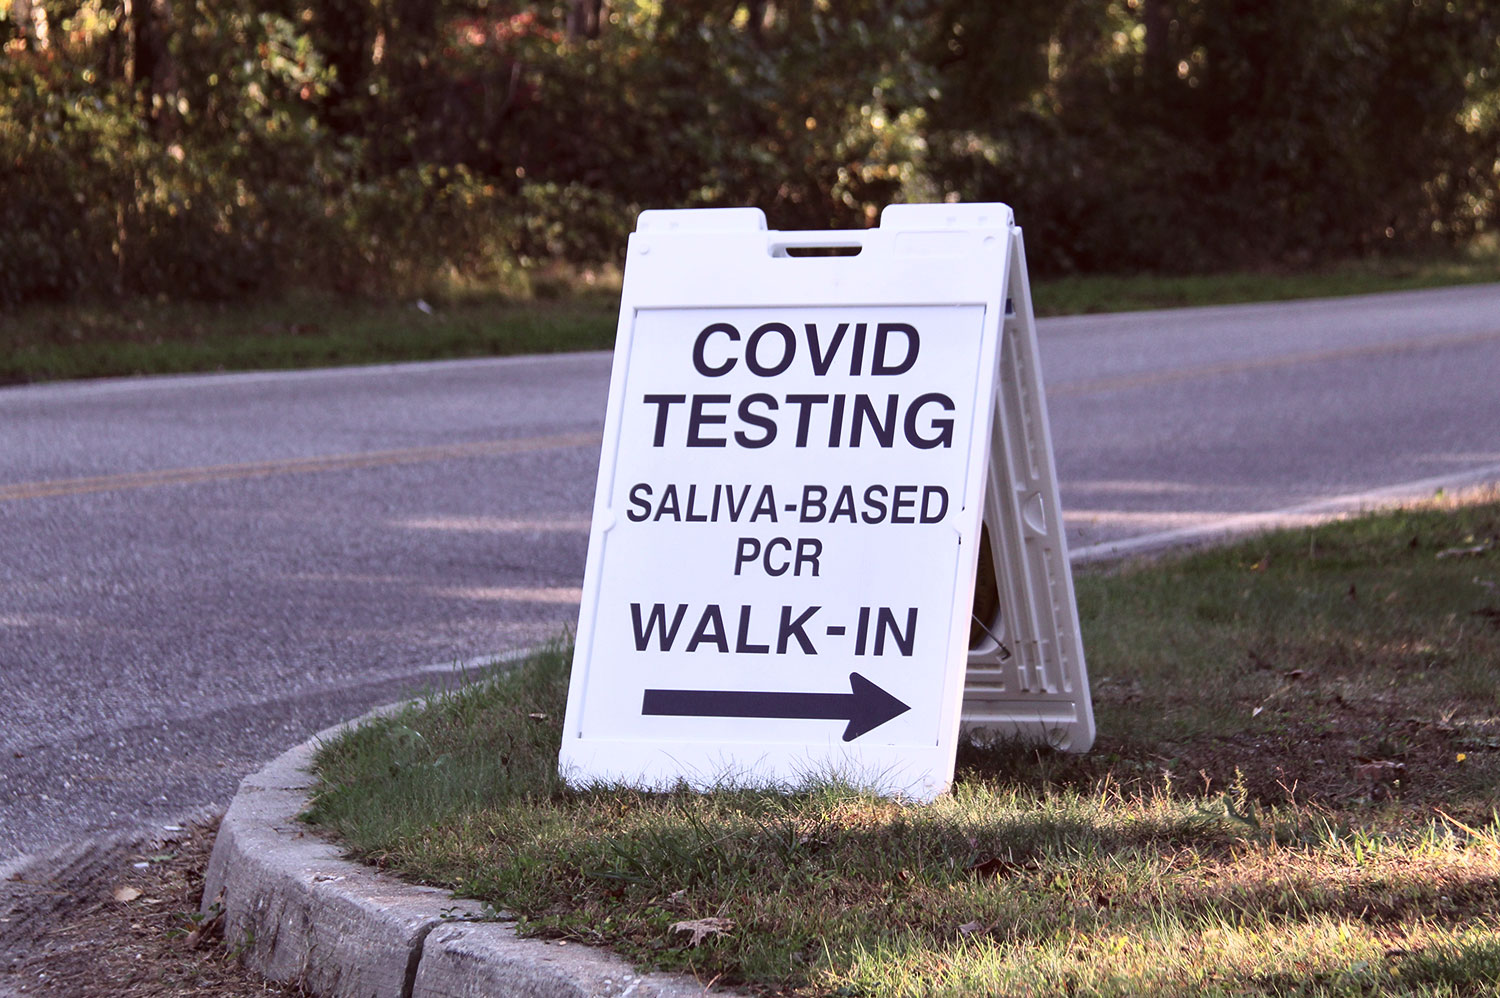 COVID
TESTING
SALIVA-BASED
PCR
WALK-IN